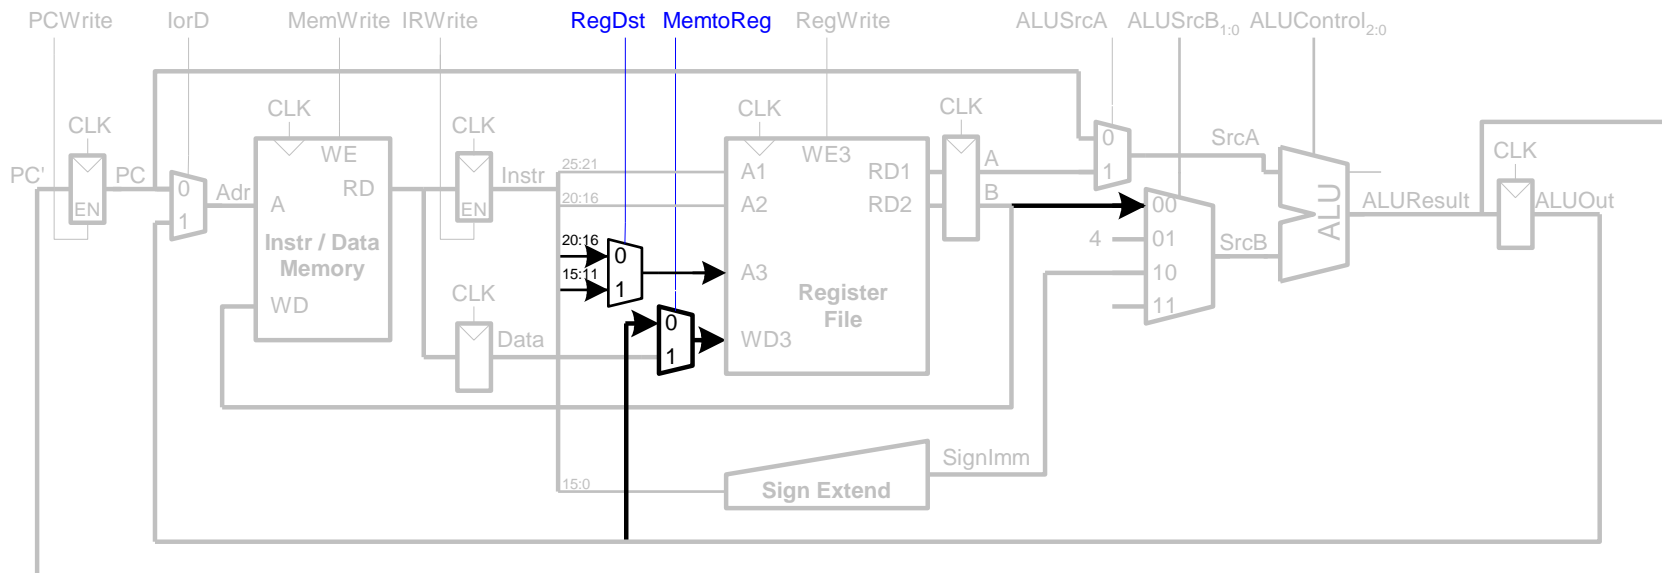 PCWrite IorD MemWrite IRWrite RegDst MemtoReg RegWrite ALUSrcA ALUSrcB1:0 ALUControl2:0
CLK CLK CLK CLK CLK CLK CLK
PC' EN PC 0 1 Adr
WE A RD Instr / Data
Memory
WD
EN Instr
Data
25:21
20:16
20:16 0
15:11 1
0
1
15:0
WE3
A1 RD1
A2 RD2
A3
Register
File
WD3
Sign Extend
SignImm
A
B
0
1
SrcA
00
4 01
10
11
SrcB
ALU
ALUResult
ALUOut